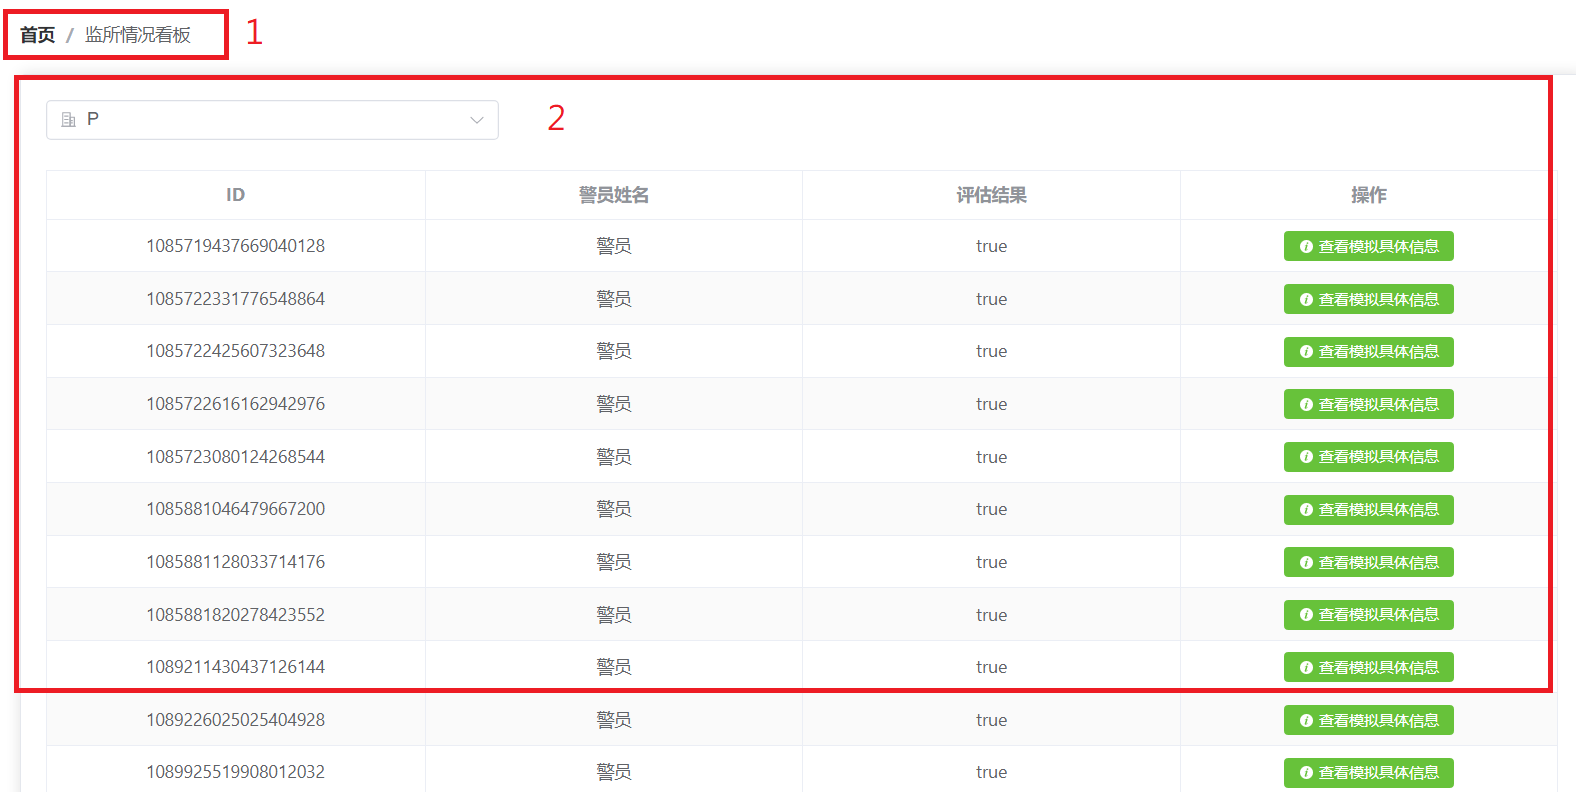 首页 / 监所情况看板 1
P 2
ID 警员姓名 评估结果 操作
1085719437669040128 警员 true 查看模拟具体信息
1085722331776548864 警员 true 查看模拟具体信息
1085722425607323648 警员 true 查看模拟具体信息
1085722616162942976 警员 true 查看模拟具体信息
1085723080124268544 警员 true 查看模拟具体信息
1085881046479667200 警员 true 查看模拟具体信息
1085881128033714176 警员 true 查看模拟具体信息
1085881820278423552 警员 true 查看模拟具体信息
1089211430437126144 警员 true 查看模拟具体信息
1089226025025404928 警员 true 查看模拟具体信息
1089925519908012032 警员 true 查看模拟具体信息